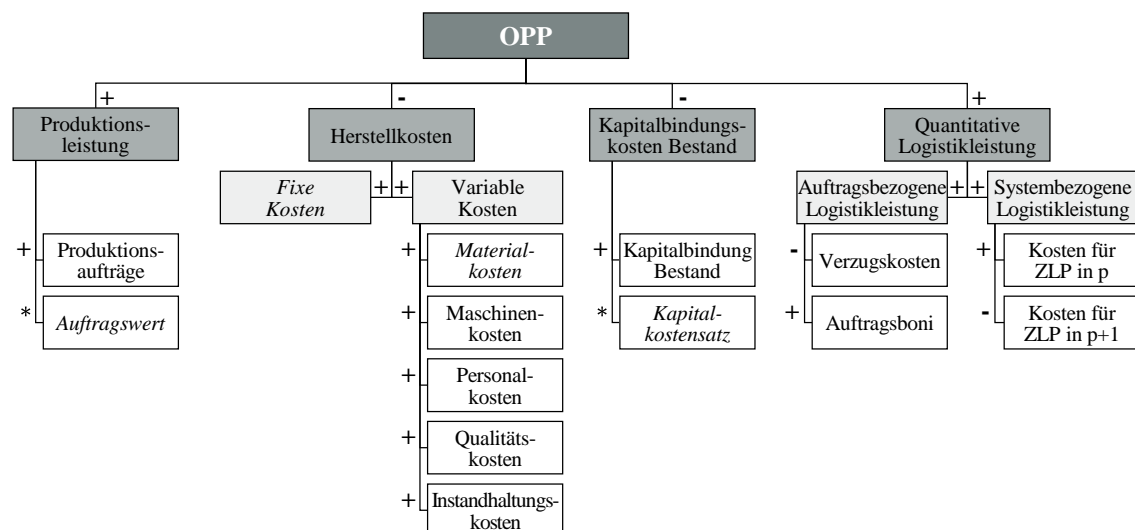 OPP
+
-
-
+
Produktions-
leistung
Herstellkosten
Kapitalbindungs-
kosten Bestand
Quantitative
Logistikleistung
Fixe
Kosten
+ +
Variable
Kosten
Auftragsbezogene
Logistikleistung
+ +
Systembezogene
Logistikleistung
+
Produktions-
aufträge
*
Auftragswert
+
Material-
kosten
+
Maschinen-
kosten
+
Personal-
kosten
+
Qualitäts-
kosten
+
Instandhaltungs-
kosten
+
Kapitalbindung
Bestand
*
Kapital-
kostensatz
-
Verzugskosten
+
Auftragsboni
+
Kosten für
ZLP in p
-
Kosten für
ZLP in p+1